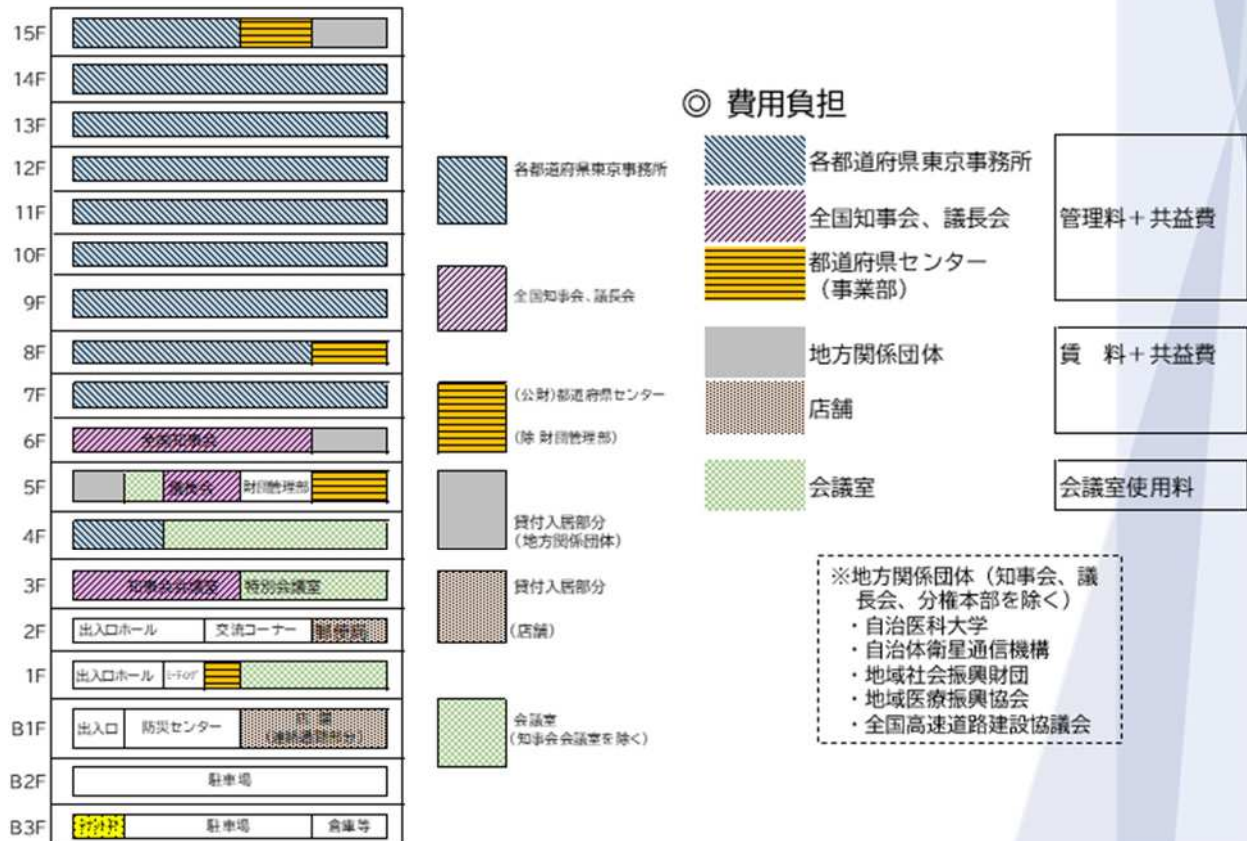 15F
14F
13F
12F
11F
10F
9F
8F
7F
6F 全国知事会
5F 議長会 財団管理部
4F
3F 知事会会議室 特別会議室
2F 出入口ホール 交流コーナー 郵便局
1F 出入口ホール ミーティング
B1F 出入口 防災センター 店舗
B2F 駐車場
B3F 駐車場 倉庫等
各都道府県東京事務所
全国知事会、議長会
(公財)都道府県センター
(除 財団管理部)
貸付入居部分
(地方関係団体)
貸付入居部分
(店舗)
会議室
(知事会会議室を除く)
◎ 費用負担
各都道府県東京事務所
全国知事会、議長会
都道府県センター
(事業部)
管理料+共益費
地方関係団体
店舗
賃 料+共益費
会議室
会議室使用料
※地方関係団体(知事会、議
長会、分権本部を除く)
・自治医科大学
・自治体衛星通信機構
・地域社会振興財団
・地域医療振興協会
・全国高速道路建設協議会